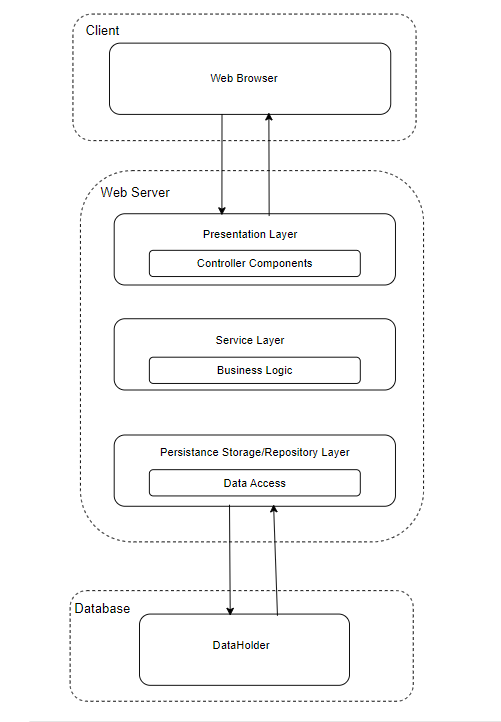 Client
Web Browser
Web Server
Presentation Layer
Controller Components
Service Layer
Business Logic
Persistance Storage/Repository Layer
Data Access
Database
DataHolder